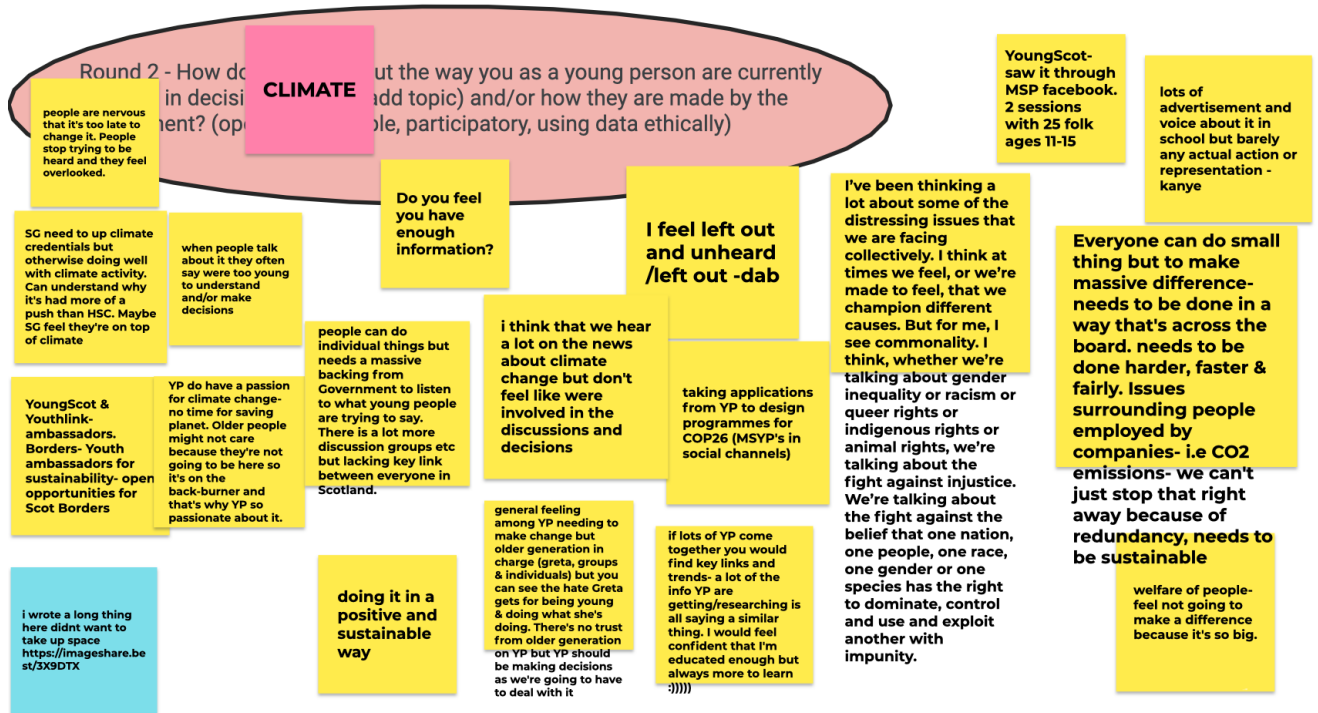 Round 2 - How do
CLIMATE
ut the way you as a young person are currently
in decisi
add topic) and/or how they are made by the
ent? (op
ble, participatory, using data ethically)
people are nervous
that it's too late to
change it. People
stop trying to be
heard and they feel
overlooked.
YoungScot-
saw it through
MSP facebook.
2 sessions
with 25 folk
ages 11-15
lots of
advertisement and
voice about it in
school but barely
any actual action or
representation -
kanye
Do you feel
you have
enough
information?
I feel left out
and unheard
/left out -dab
I've been thinking a
lot about some of the
distressing issues that
we are facing
collectively. I think at
times we feel, or we're
made to feel, that we
champion different
causes. But for me, I
see commonality. I
think, whether we're
talking about gender
inequality or racism or
queer rights or
indigenous rights or
animal rights, we're
talking about the
fight against injustice.
We're talking about
the fight against the
belief that one nation,
one people, one race,
one gender or one
species has the right
to dominate, control
and use and exploit
another with
impunity.
Everyone can do small
thing but to make
massive difference-
needs to be done in a
way that's across the
board. needs to be
done harder, faster &
fairly. Issues
surrounding people
employed by
companies- i.e CO2
emissions- we can't
just stop that right
away because of
redundancy, needs to
be sustainable
SG need to up climate
credentials but
otherwise doing well
with climate activity.
Can understand why
it's had more of a
push than HSC. Maybe
SG feel they're on top
of climate
when people talk
about it they often
say were too young
to understand
and/or make
decisions
people can do
individual things but
needs a massive
backing from
Government to listen
to what young people
are trying to say.
There is a lot more
discussion groups etc
but lacking key link
between everyone in
Scotland.
i think that we hear
a lot on the news
about climate
change but don't
feel like were
involved in the
discussions and
decisions
taking applications
from YP to design
programmes for
COP26 (MSYP's in
social channels)
YoungScot &
Youthlink-
ambassadors.
Borders- Youth
ambassadors for
sustainability- open
opportunities for
Scot Borders
YP do have a passion
for climate change-
no time for saving
planet. Older people
might not care
because they're not
going to be here so
it's on the
back-burner and
that's why YP so
passionate about it.
general feeling
among YP needing to
make change but
older generation in
charge (greta, groups
& individuals) but you
can see the hate Greta
gets for being young
& doing what she's
doing. There's no trust
from older generation
on YP but YP should
be making decisions
as we're going to have
to deal with it
if lots of YP come
together you would
find key links and
trends- a lot of the
info YP are
getting/researching is
all saying a similar
thing. I would feel
confident that I'm
educated enough but
always more to learn
:)))))
doing it in a
positive and
sustainable
way
i wrote a long thing
here didnt want to
take up space
https://imageshare.be
st/3X9DTX
welfare of people-
feel not going to
make a difference
because it's so big.